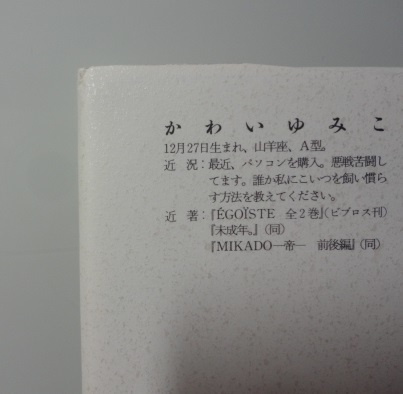 かわいゆみこ
12月27日生まれ、山羊座、A型。
近 況:最近、パソコンを購入。悪戦苦闘し
てます。誰か私にこいつを飼い慣ら
す方法を教えてください。
近 著:『ÉGOÏSTE 全2巻』(ビブロス刊)
『未成年。』(同)
『MIKADO―帝― 前後編』(同)